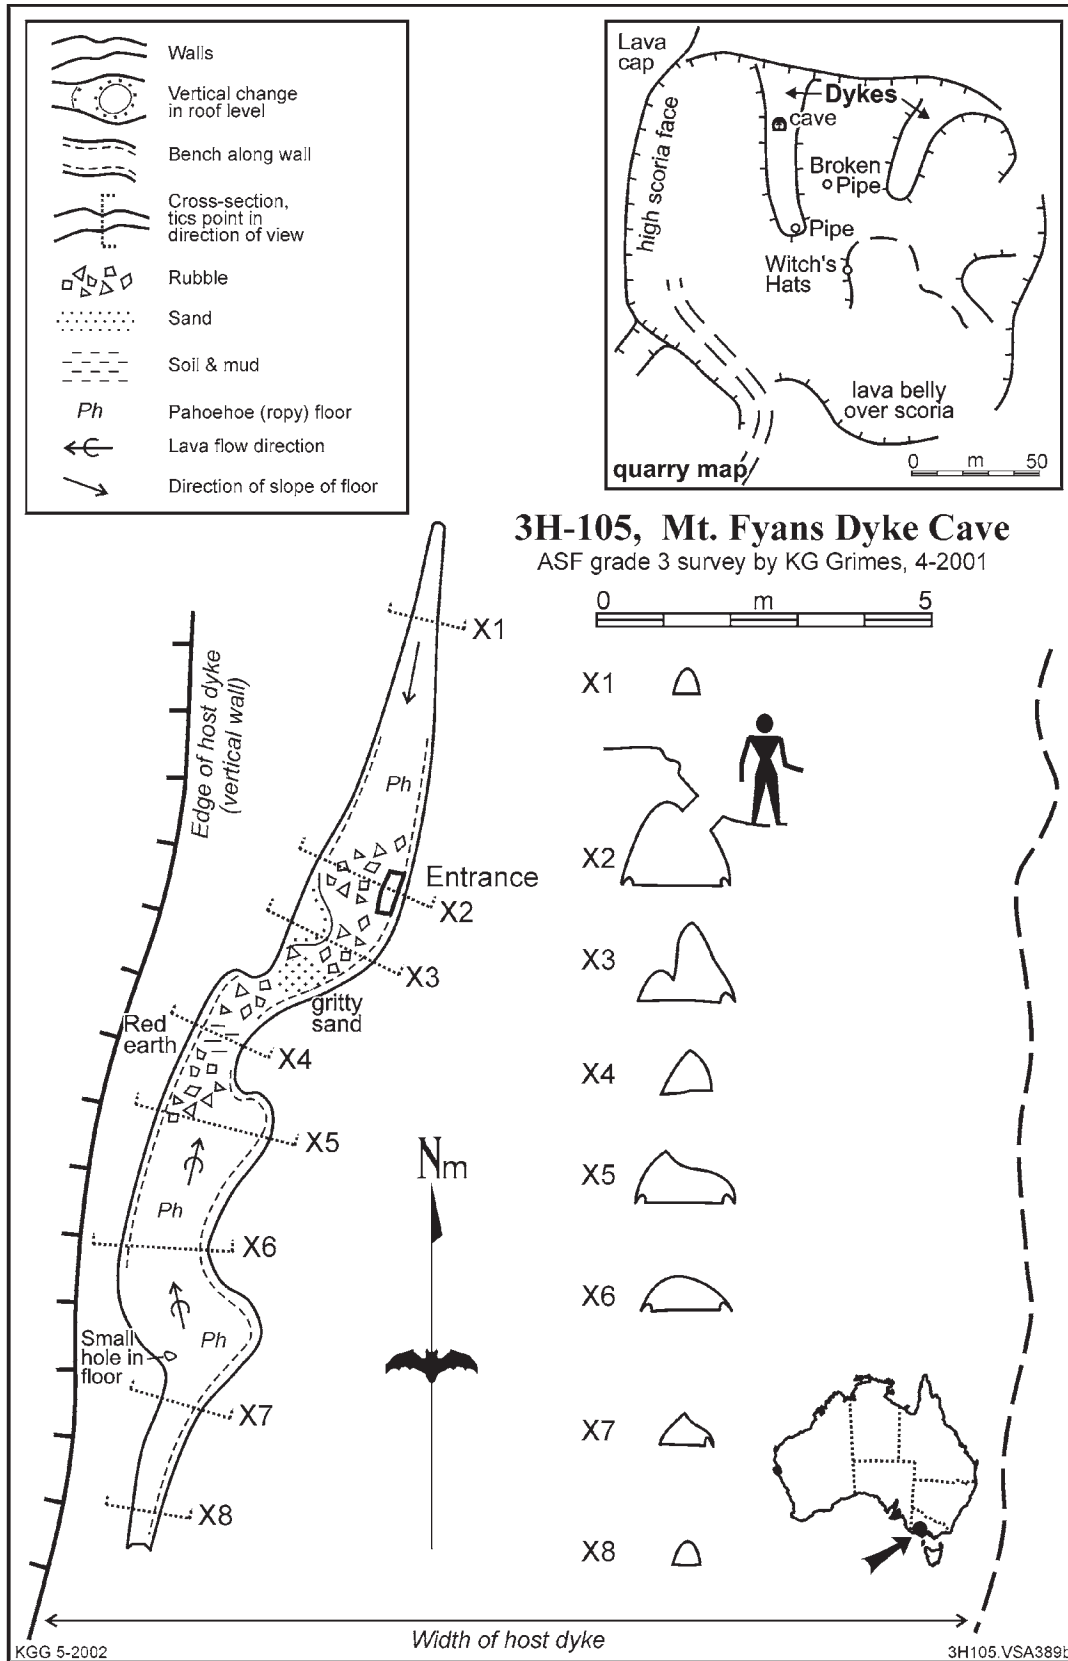 Walls
Vertical change
in roof level
Bench along wall
Cross-section,
tics point in
direction of view
Rubble
Sand
Soil & mud
Ph
Pahoehoe (ropy) floor
Lava flow direction
Direction of slope of floor
Lava
cap
Dykes
cave
high scoria face
Broken
Pipe
Pipe
Witch's
Hats
lava belly
over scoria
quarry map
0 m 50
3H-105, Mt. Fyans Dyke Cave
ASF grade 3 survey by KG Grimes, 4-2001
0 m 5
Edge of host dyke
(vertical wall)
X1
Ph
Entrance
X2
X3
gritty
sand
Red
earth
X4
X5
Ph
X6
Ph
Small
hole in
floor
X7
X8
Nm
X1
X2
X3
X4
X5
X6
X7
X8
Width of host dyke
KGG 5-2002
3H105.VSA389b